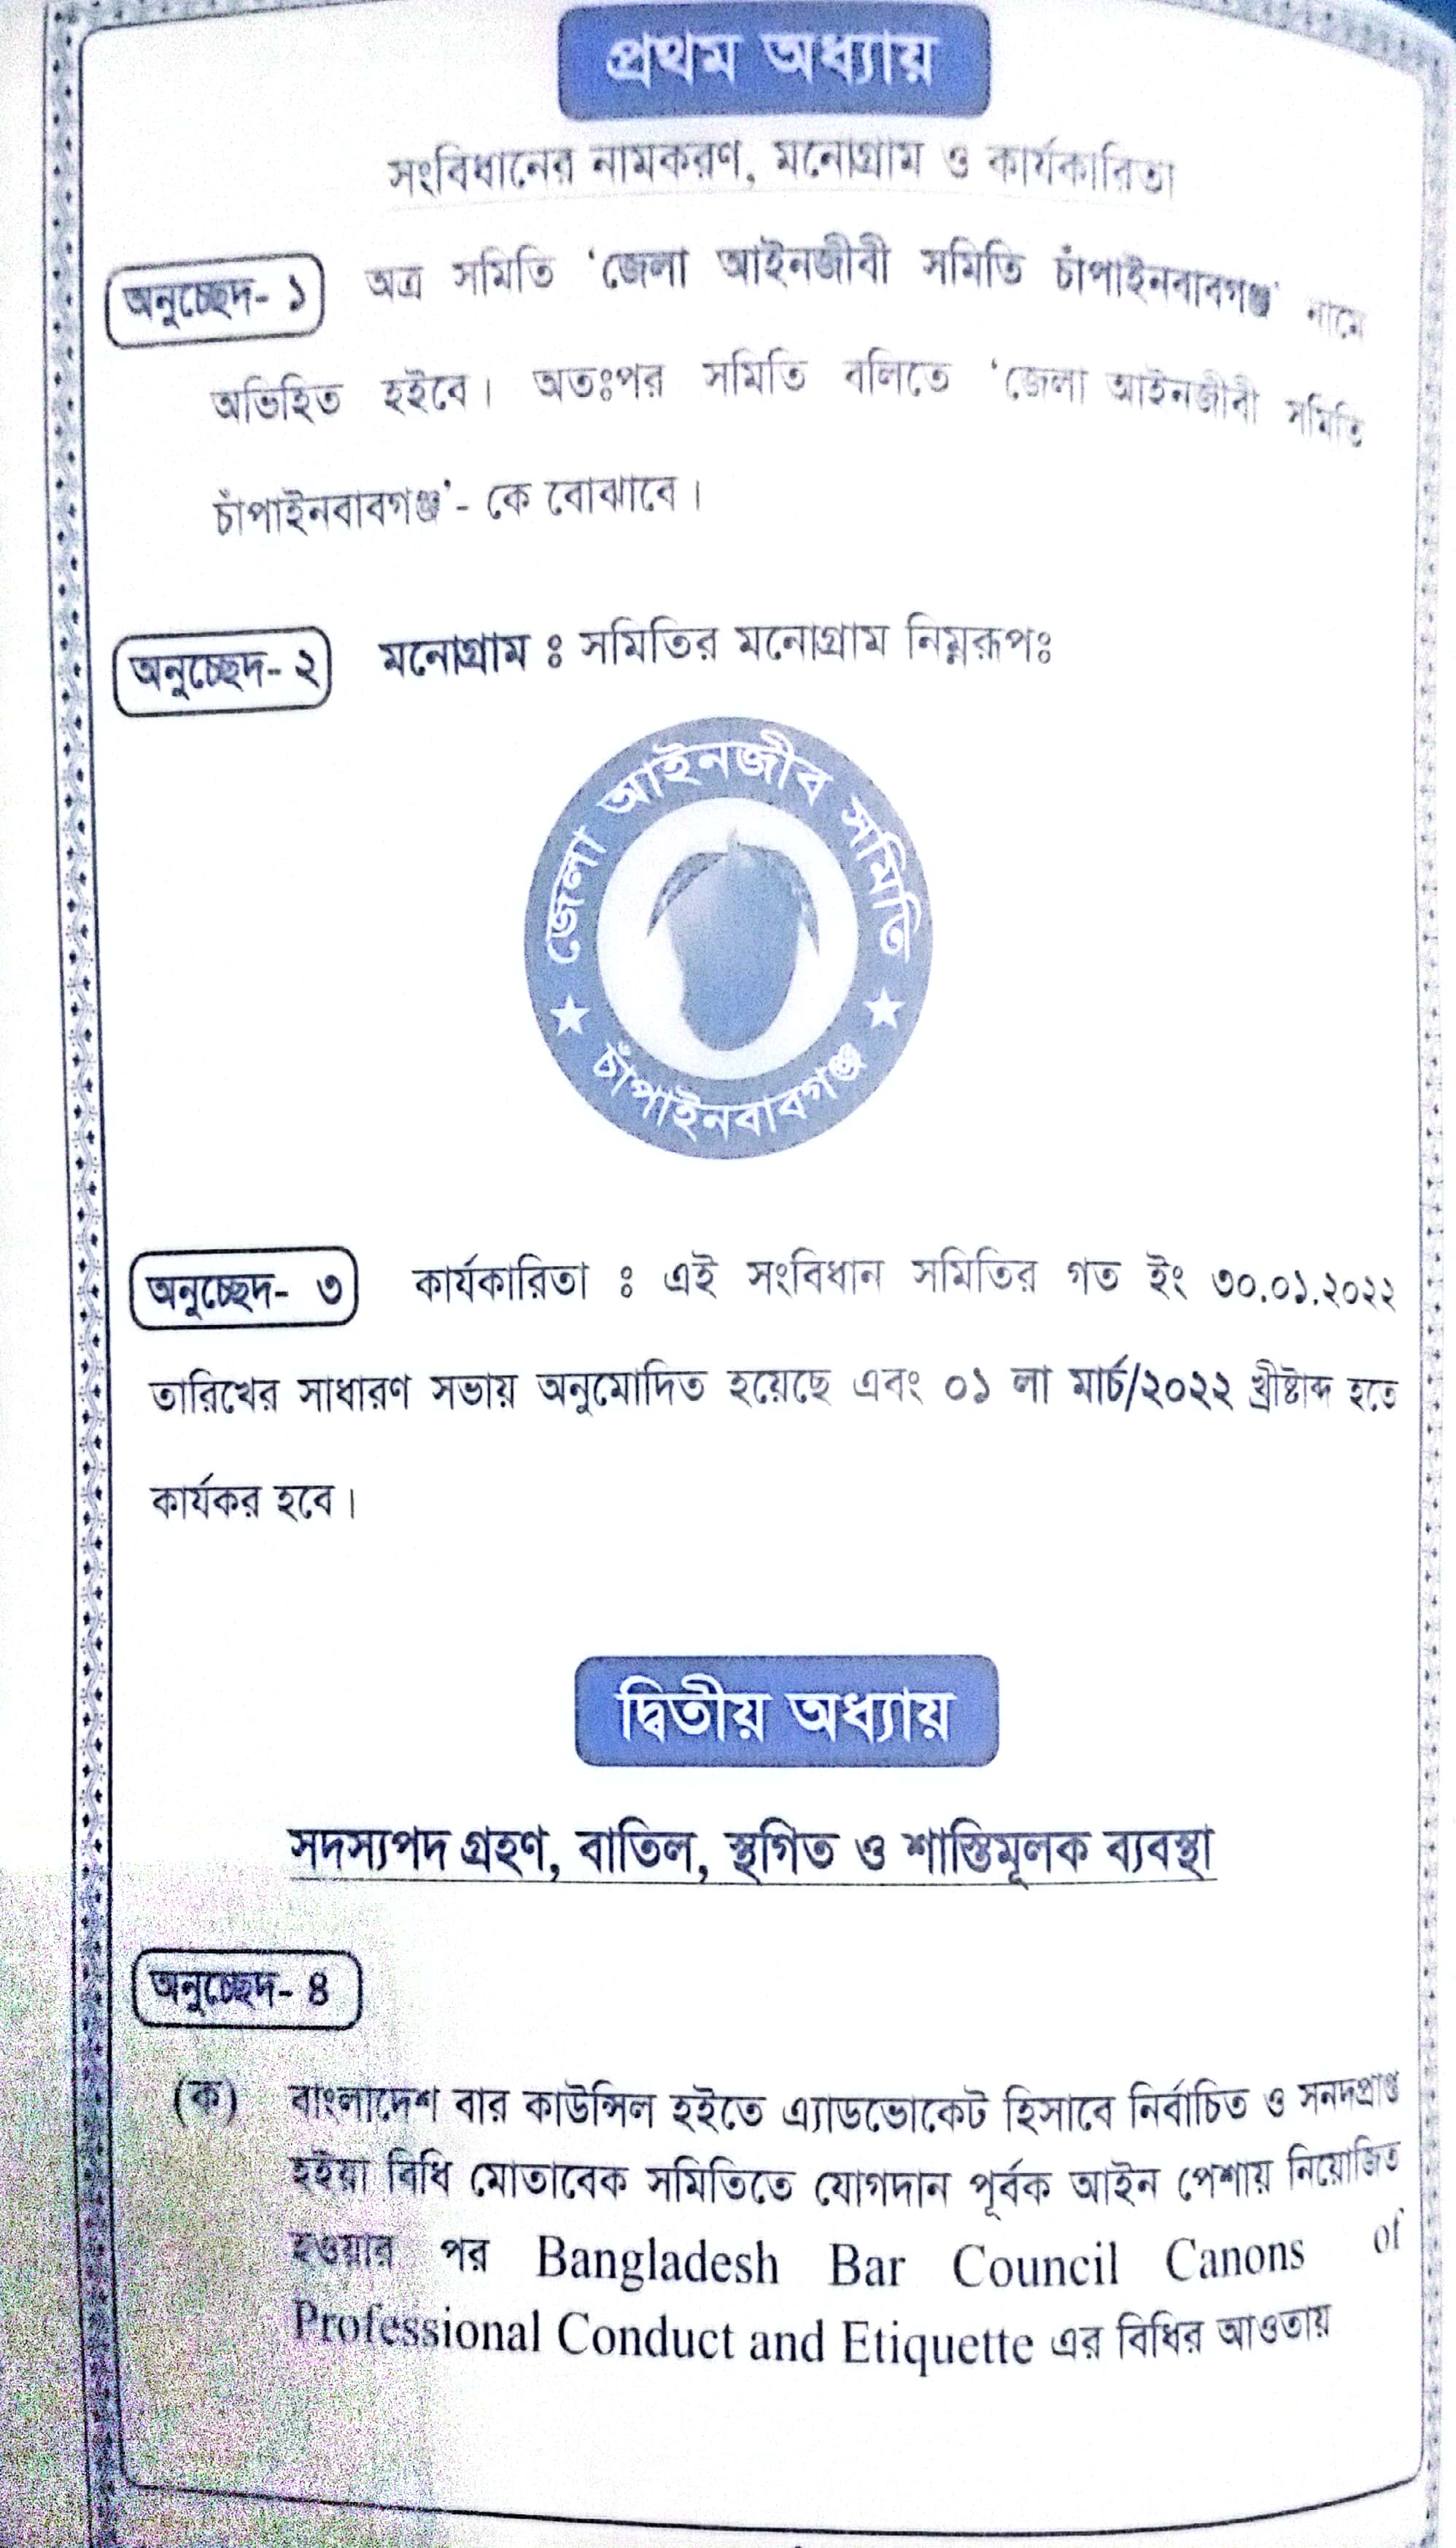 প্রথম অধ্যায়
সংবিধানের নামকরণ, মনোগ্রাম ও কার্যকারিতা
অনুচ্ছেদ- ১ অত্র সমিতি ‘জেলা আইনজীবী সমিতি চাঁপাইনবাবগঞ্জ’ নামে
অভিহিত হইবে। অতঃপর সমিতি বলিতে ‘জেলা আইনজীবী সমিতি
চাঁপাইনবাবগঞ্জ’- কে বোঝাবে।
অনুচ্ছেদ- ২ মনোগ্রাম ঃ সমিতির মনোগ্রাম নিম্নরূপঃ
জেলা আইনজীব সমিতি
★ চাঁপাইনবাবগঞ্জ ★
অনুচ্ছেদ- ৩ কার্যকারিতা ঃ এই সংবিধান সমিতির গত ইং ৩০.০১.২০২২
তারিখের সাধারণ সভায় অনুমোদিত হয়েছে এবং ০১ লা মার্চ/২০২২ খ্রীষ্টাব্দ হতে
কার্যকর হবে।
দ্বিতীয় অধ্যায়
সদস্যপদ গ্রহণ, বাতিল, স্থগিত ও শাস্তিমূলক ব্যবস্থা
অনুচ্ছেদ- ৪
(ক) বাংলাদেশ বার কাউন্সিল হইতে এ্যাডভোকেট হিসাবে নির্বাচিত ও সনদপ্রাপ্ত
হইয়া বিধি মোতাবেক সমিতিতে যোগদান পূর্বক আইন পেশায় নিয়োজিত
হওয়ার পর Bangladesh Bar Council Canons of
Professional Conduct and Etiquette এর বিধির আওতায়